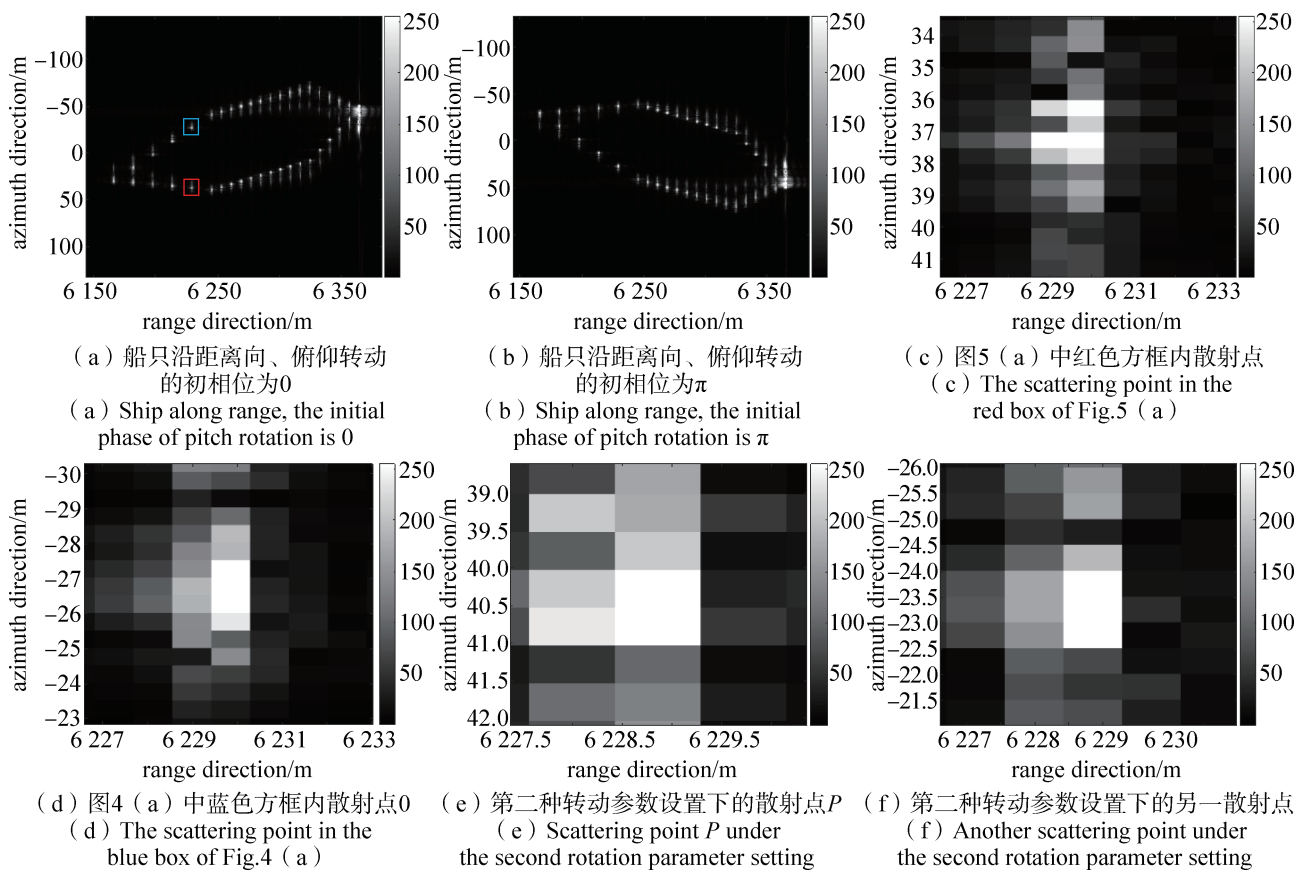 azimuth direction/m
−100
−50
0
50
100
6 150
6 250
6 350
range direction/m
250
200
150
100
50
（a）船只沿距离向、俯仰转动
的初相位为0
（a）Ship along range, the initial
phase of pitch rotation is 0
azimuth direction/m
−100
−50
0
50
100
6 150
6 250
6 350
range direction/m
250
200
150
100
50
（b）船只沿距离向、俯仰转动
的初相位为π
（b）Ship along range, the initial
phase of pitch rotation is π
azimuth direction/m
34
35
36
37
38
39
40
41
6 227
6 229
6 231
6 233
range direction/m
250
200
150
100
50
（c）图5（a）中红色方框内散射点
（c）The scattering point in the
red box of Fig.5（a）
azimuth direction/m
−30
−29
−28
−27
−26
−25
−24
−23
6 227
6 229
6 231
6 233
range direction/m
250
200
150
100
50
（d）图4（a）中蓝色方框内散射点0
（d）The scattering point in the
blue box of Fig.4（a）
azimuth direction/m
39.0
39.5
40.0
40.5
41.0
41.5
42.0
6 227.5
6 228.5
6 229.5
range direction/m
250
200
150
100
50
（e）第二种转动参数设置下的散射点P
（e）Scattering point P under
the second rotation parameter setting
azimuth direction/m
−26.0
−25.5
−25.0
−24.5
−24.0
−23.5
−23.0
−22.5
−22.0
−21.5
6 227
6 228
6 229
6 230
range direction/m
250
200
150
100
50
（f）第二种转动参数设置下的另一散射点
（f）Another scattering point under
the second rotation parameter setting